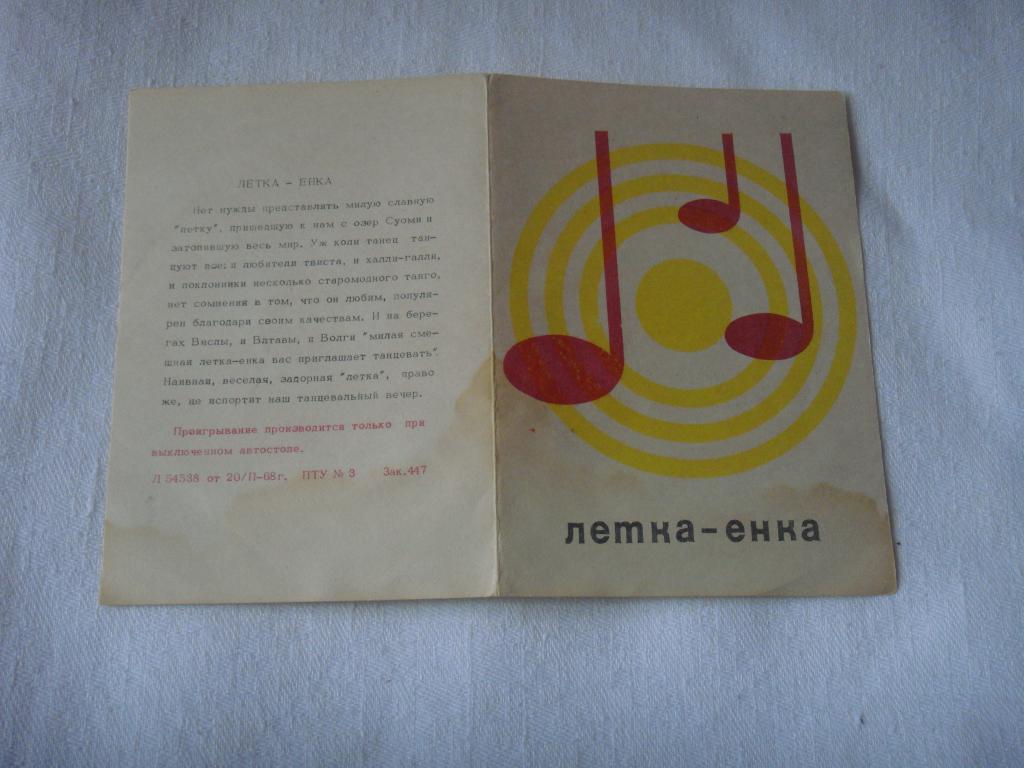 ЛЕТКА - ЕНКА
Нет нужды представлять милую славную
"летку", пришедшую к нам с озер Суоми и
затопившую весь мир. Уж коли танец тан-
цуют все: и любители твиста, и халли-галли,
и поклонники несколько старомодного танго,
нет сомнения в том, что он любим, популя-
рен благодаря своим качествам. И на бере-
гах Вислы, и Влтавы, и Волги "милая сме-
шная летка-енка вас приглашает танцевать".
Наивная, веселая, задорная "летка", право
же, не испортит наш танцевальный вечер.
Проигрывание производится только при
выключенном автостопе.
Л 54538 от 20/П-68г. ПТУ № 3 Зак.447
летка-енка